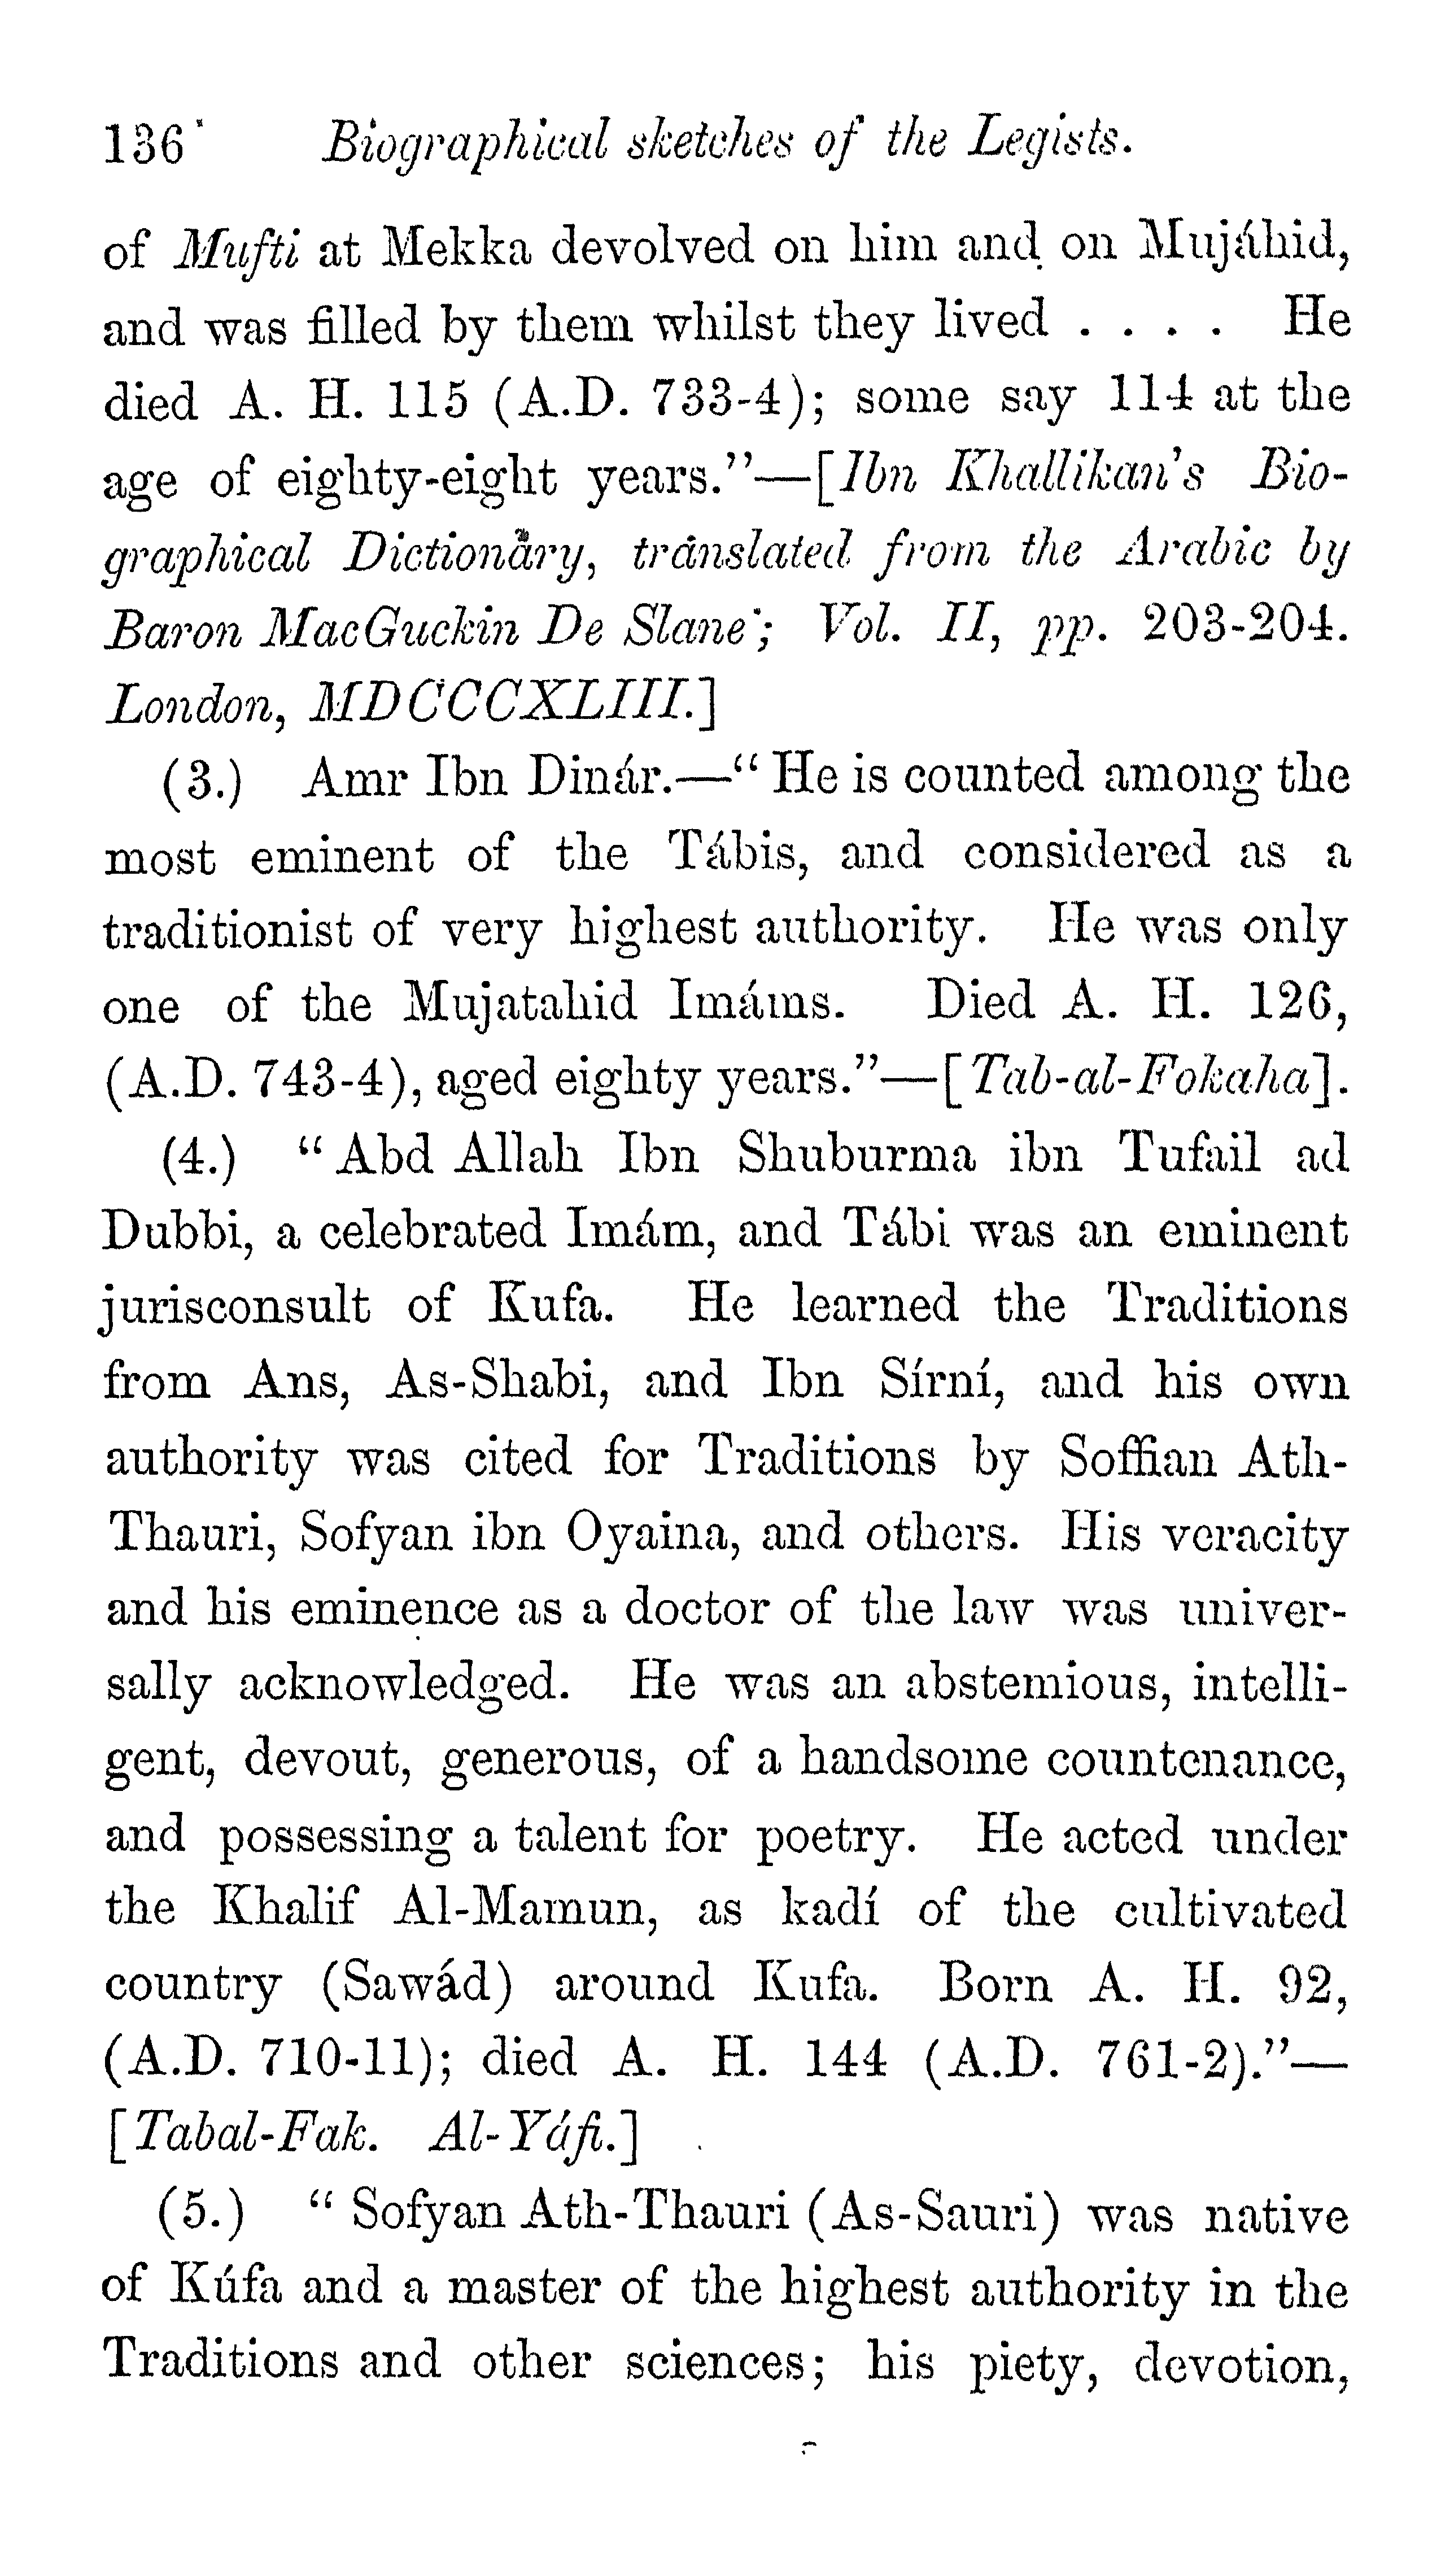 136 Biographical sketches of the Legists.
of Mufti at Mekka devolved on him and on Mujáhid,
and was filled by them whilst they lived . . . . He
died A. H. 115 (A.D. 733-4); some say 114 at the
age of eighty-eight years."—[Ibn Khallikan's Bio-
graphical Dictionary, translated from the Arabic by
Baron MacGuckin De Slane; Vol. II, pp. 203-204.
London, MDCCCXLIII.]
(3.) Amr Ibn Dinár.—"He is counted among the
most eminent of the Tábis, and considered as a
traditionist of very highest authority. He was only
one of the Mujatahid Imáms. Died A. H. 126,
(A.D. 743-4), aged eighty years."—[Tab-al-Fokaha].
(4.) "Abd Allah Ibn Shuburma ibn Tufail ad
Dubbi, a celebrated Imám, and Tábi was an eminent
jurisconsult of Kufa. He learned the Traditions
from Ans, As-Shabi, and Ibn Sírní, and his own
authority was cited for Traditions by Soffian Ath-
Thauri, Sofyan ibn Oyaina, and others. His veracity
and his eminence as a doctor of the law was univer-
sally acknowledged. He was an abstemious, intelli-
gent, devout, generous, of a handsome countenance,
and possessing a talent for poetry. He acted under
the Khalif Al-Mamun, as kadí of the cultivated
country (Sawád) around Kufa. Born A. H. 92,
(A.D. 710-11); died A. H. 144 (A.D. 761-2)."—
[Tabal-Fak. Al-Yáfi.]
(5.) "Sofyan Ath-Thauri (As-Sauri) was native
of Kúfa and a master of the highest authority in the
Traditions and other sciences; his piety, devotion,